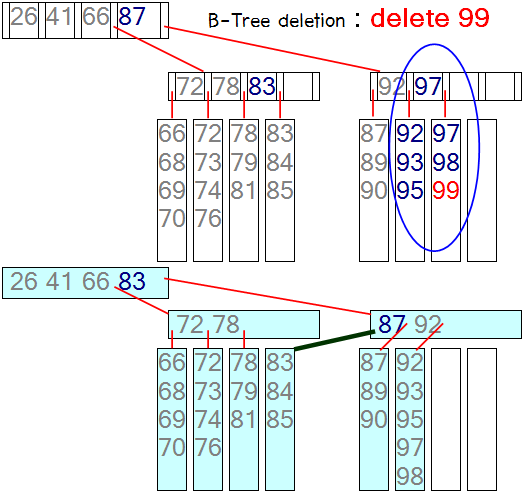 26 41 66 87 B-Tree deletion : delete 99
72 78 83 92 97
66 72 78 83 87 92 97
68 73 79 84 89 93 98
69 74 81 85 90 95 99
70 76
26 41 66 83
72 78 87 92
66 72 78 83 87 92
68 73 79 84 89 93
69 74 81 85 90 95
70 76 97
98